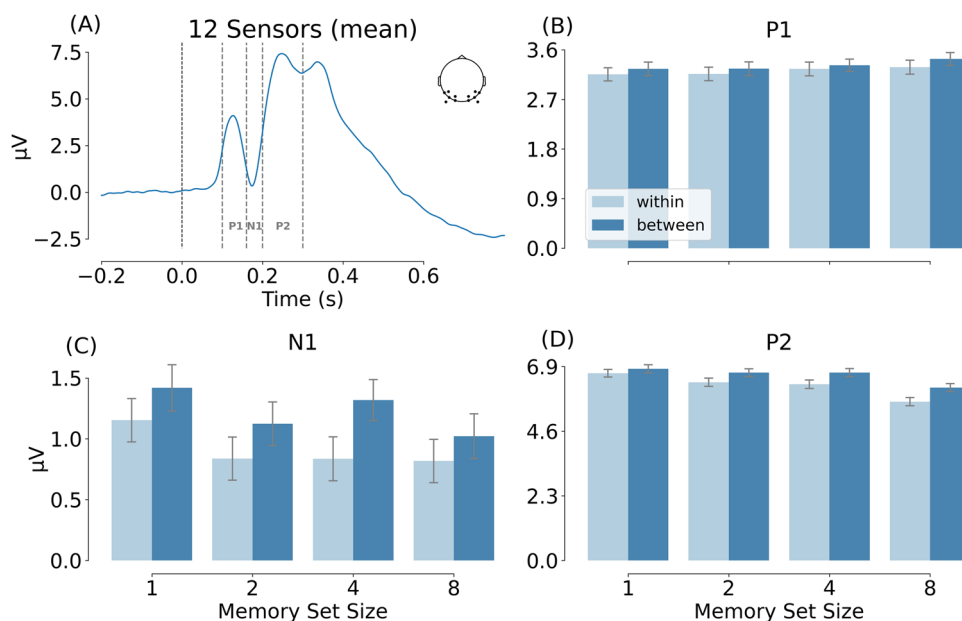 (A)
12 Sensors (mean)
7.5
5.0
2.5
0.0
−2.5
µV
P1 N1 P2
−0.2 0.0 0.2 0.4 0.6
Time (s)
(B)
P1
3.6
2.7
1.8
0.9
0.0
within
between
(C)
N1
1.5
1.0
0.5
0.0
µV
1 2 4 8
Memory Set Size
(D)
P2
6.9
4.6
2.3
0.0
1 2 4 8
Memory Set Size